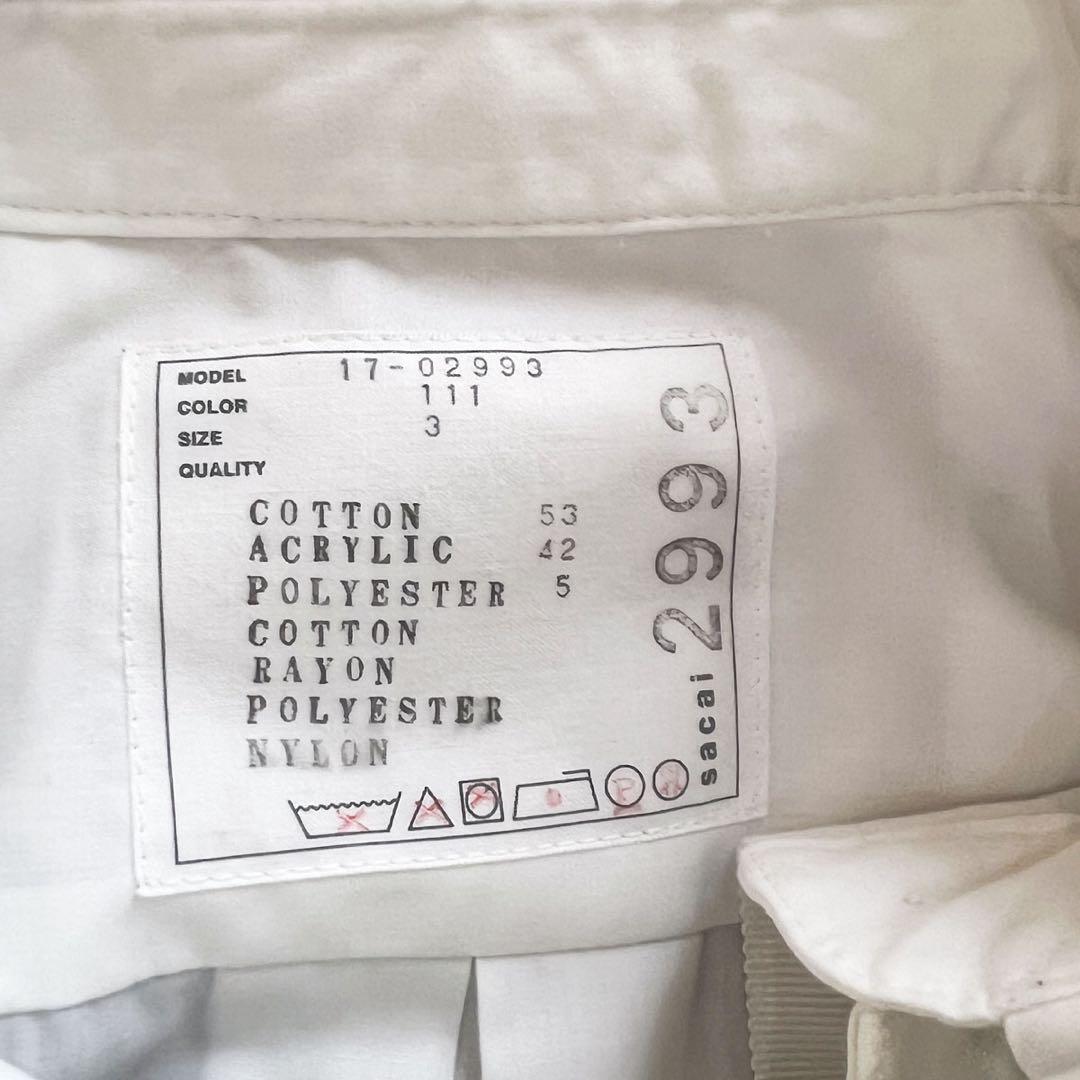 MODEL 17-02993
COLOR 111
SIZE 3
QUALITY
COTTON 53
ACRYLIC 42
POLYESTER 5
COTTON
RAYON
POLYESTER
NYLON
P
sacai 2993